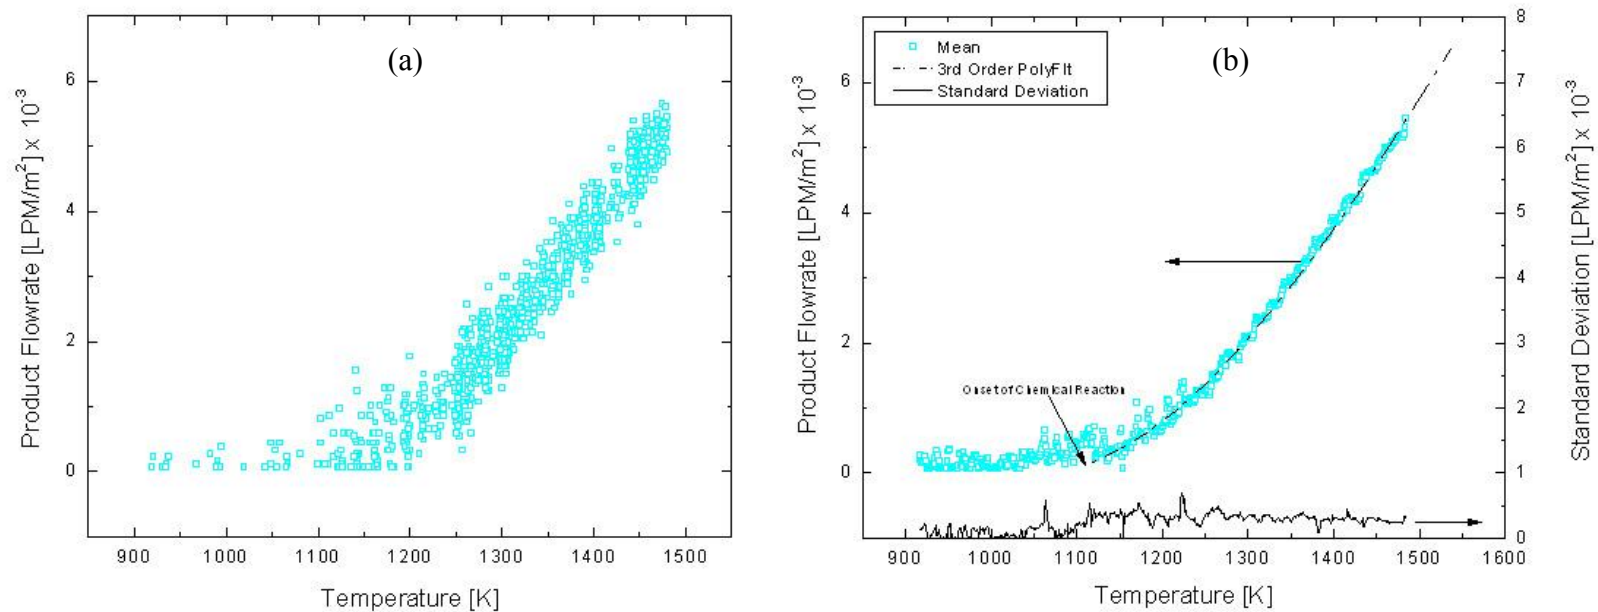 (a)
Product Flowrate [LPM/m²] x 10⁻³
6
4
2
0
900 1000 1100 1200 1300 1400 1500
Temperature [K]
(b)
Mean
3rd Order PolyFit
Standard Deviation
Onset of Chemical Reaction
Product Flowrate [LPM/m²] x 10⁻³
6
4
2
0
8
7
6
5
4
3
2
1
0
Standard Deviation [LPM/m²] x 10⁻³
900 1000 1100 1200 1300 1400 1500 1600
Temperature [K]